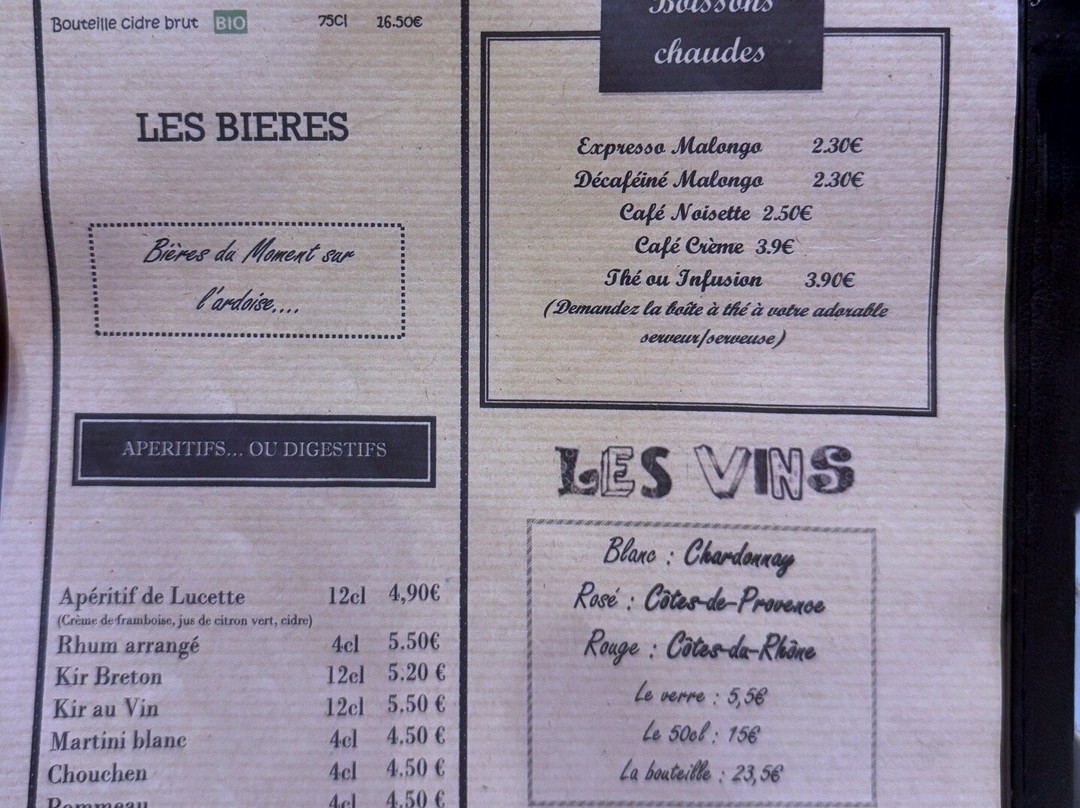 Bouteille cidre brut BIO 75Cl 16.50€
LES BIERES
Bières du Moment sur
l'ardoise....
APERITIFS... OU DIGESTIFS
Apéritif de Lucette 12cl 4,90€
(Crème de framboise, jus de citron vert, cidre)
Rhum arrangé 4cl 5.50€
Kir Breton 12cl 5.20 €
Kir au Vin 12cl 5,50 €
Martini blanc 4cl 4.50 €
Chouchen 4cl 4.50 €
Pommeau 4cl 4.50 €
Boissons
chaudes
Expresso Malongo 2.30€
Décaféiné Malongo 2.30€
Café Noisette 2.50€
Café Crème 3.9€
Thé ou Infusion 3.90€
(Demandez la boîte à thé à votre adorable
serveur/serveuse)
LES VINS
Blanc : Chardonnay
Rosé : Côtes-de-Provence
Rouge : Côtes-du-Rhône
Le verre : 5,5€
Le 50cl : 15€
La bouteille : 23,5€